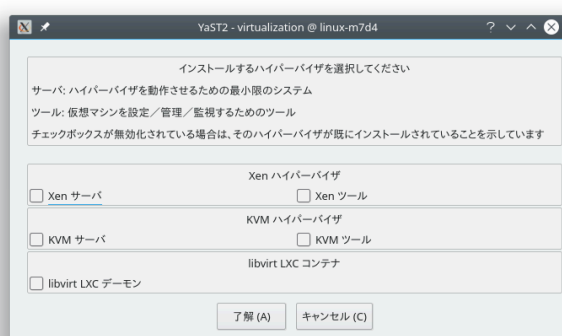 YaST2 - virtualization @ linux-m7d4
インストールするハイパーバイザを選択してください
サーバ: ハイパーバイザを動作させるための最小限のシステム
ツール: 仮想マシンを設定／管理／監視するためのツール
チェックボックスが無効化されている場合は、そのハイパーバイザが既にインストールされていることを示しています
Xen ハイパーバイザ
Xen サーバ Xen ツール
KVM ハイパーバイザ
KVM サーバ KVM ツール
libvirt LXC コンテナ
libvirt LXC デーモン
了解 (A) キャンセル (C)